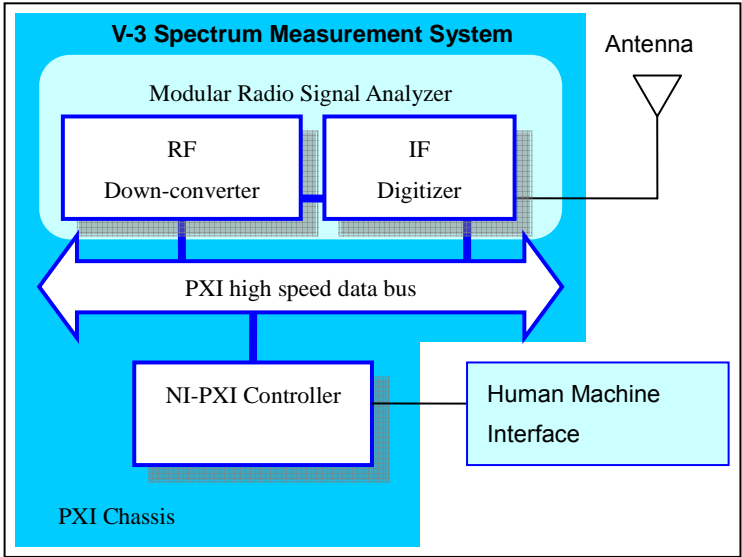 V-3 Spectrum Measurement System
Antenna
Modular Radio Signal Analyzer
RF
Down-converter
IF
Digitizer
PXI high speed data bus
NI-PXI Controller
Human Machine
Interface
PXI Chassis